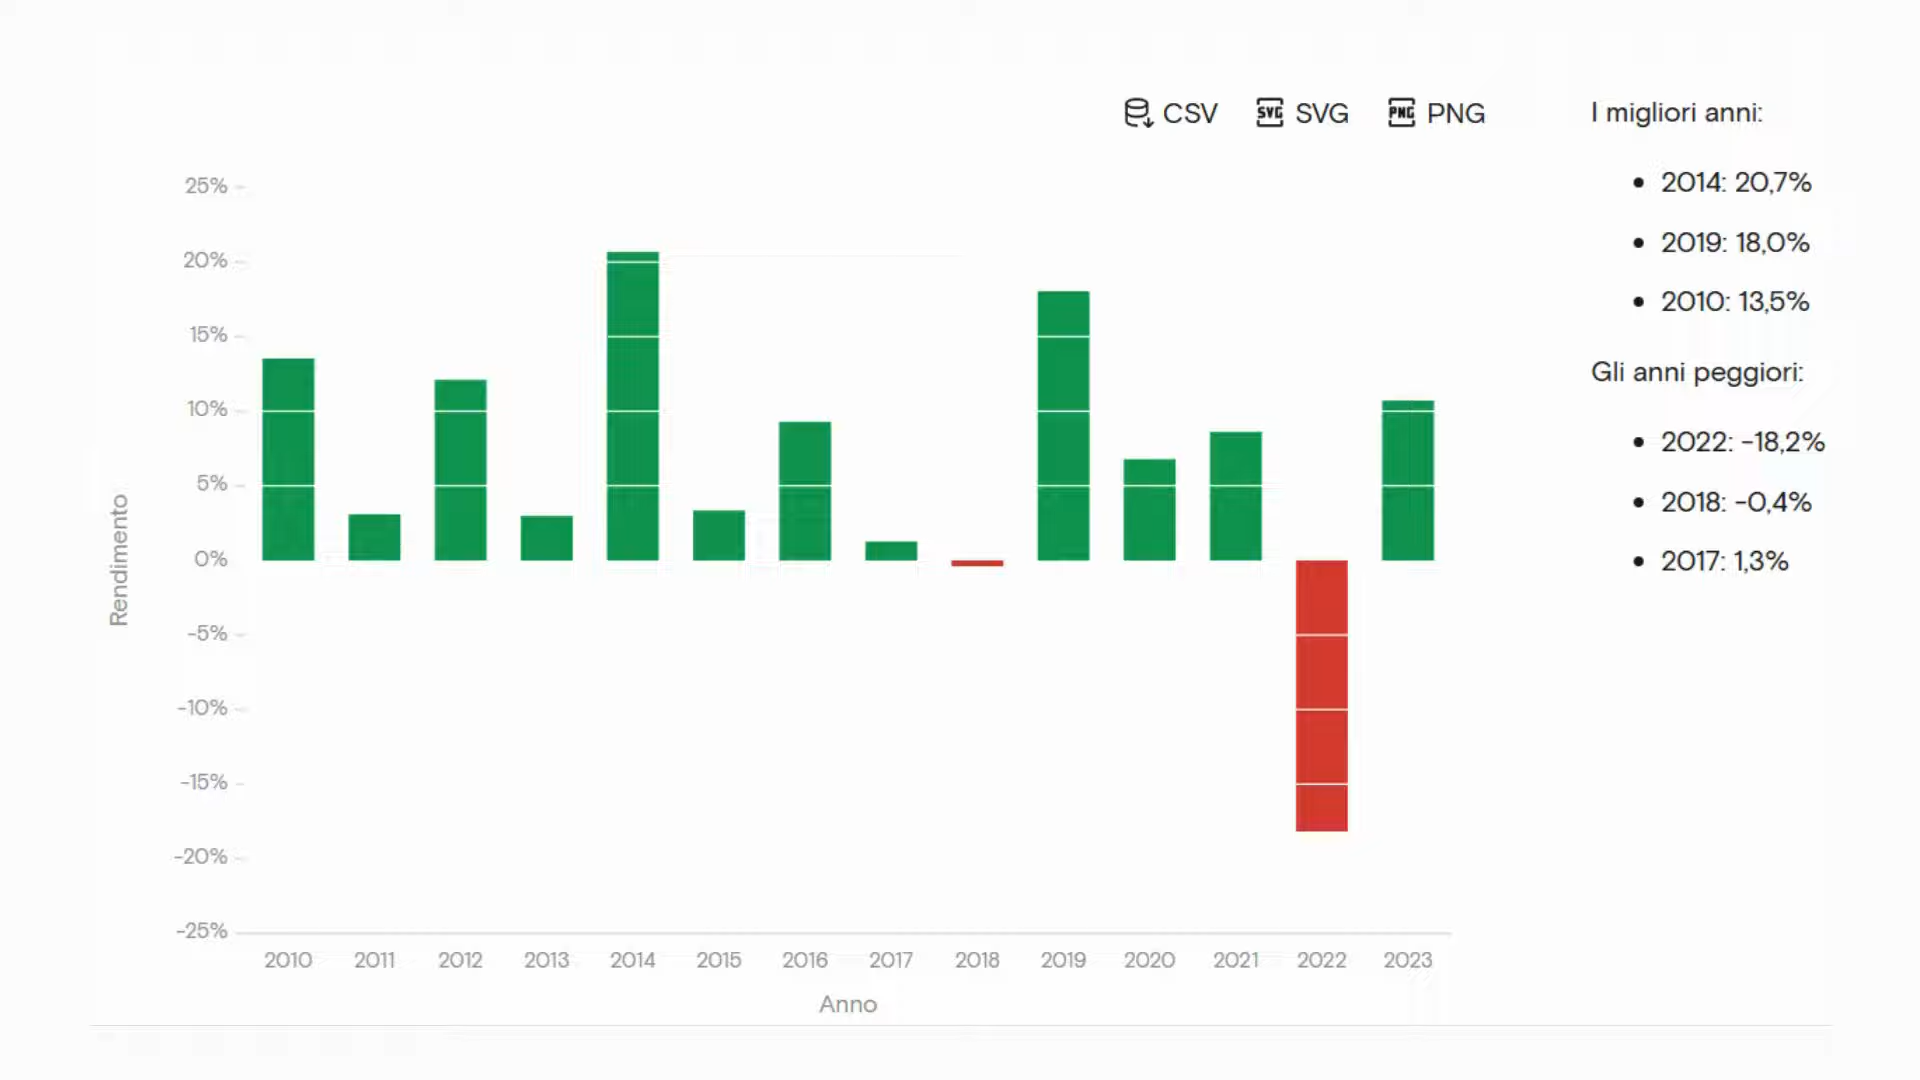 CSV SVG PNG
25%
20%
15%
10%
5%
0%
-5%
-10%
-15%
-20%
-25%
Rendimento
2010 2011 2012 2013 2014 2015 2016 2017 2018 2019 2020 2021 2022 2023
Anno
I migliori anni:
• 2014: 20,7%
• 2019: 18,0%
• 2010: 13,5%
Gli anni peggiori:
• 2022: -18,2%
• 2018: -0,4%
• 2017: 1,3%